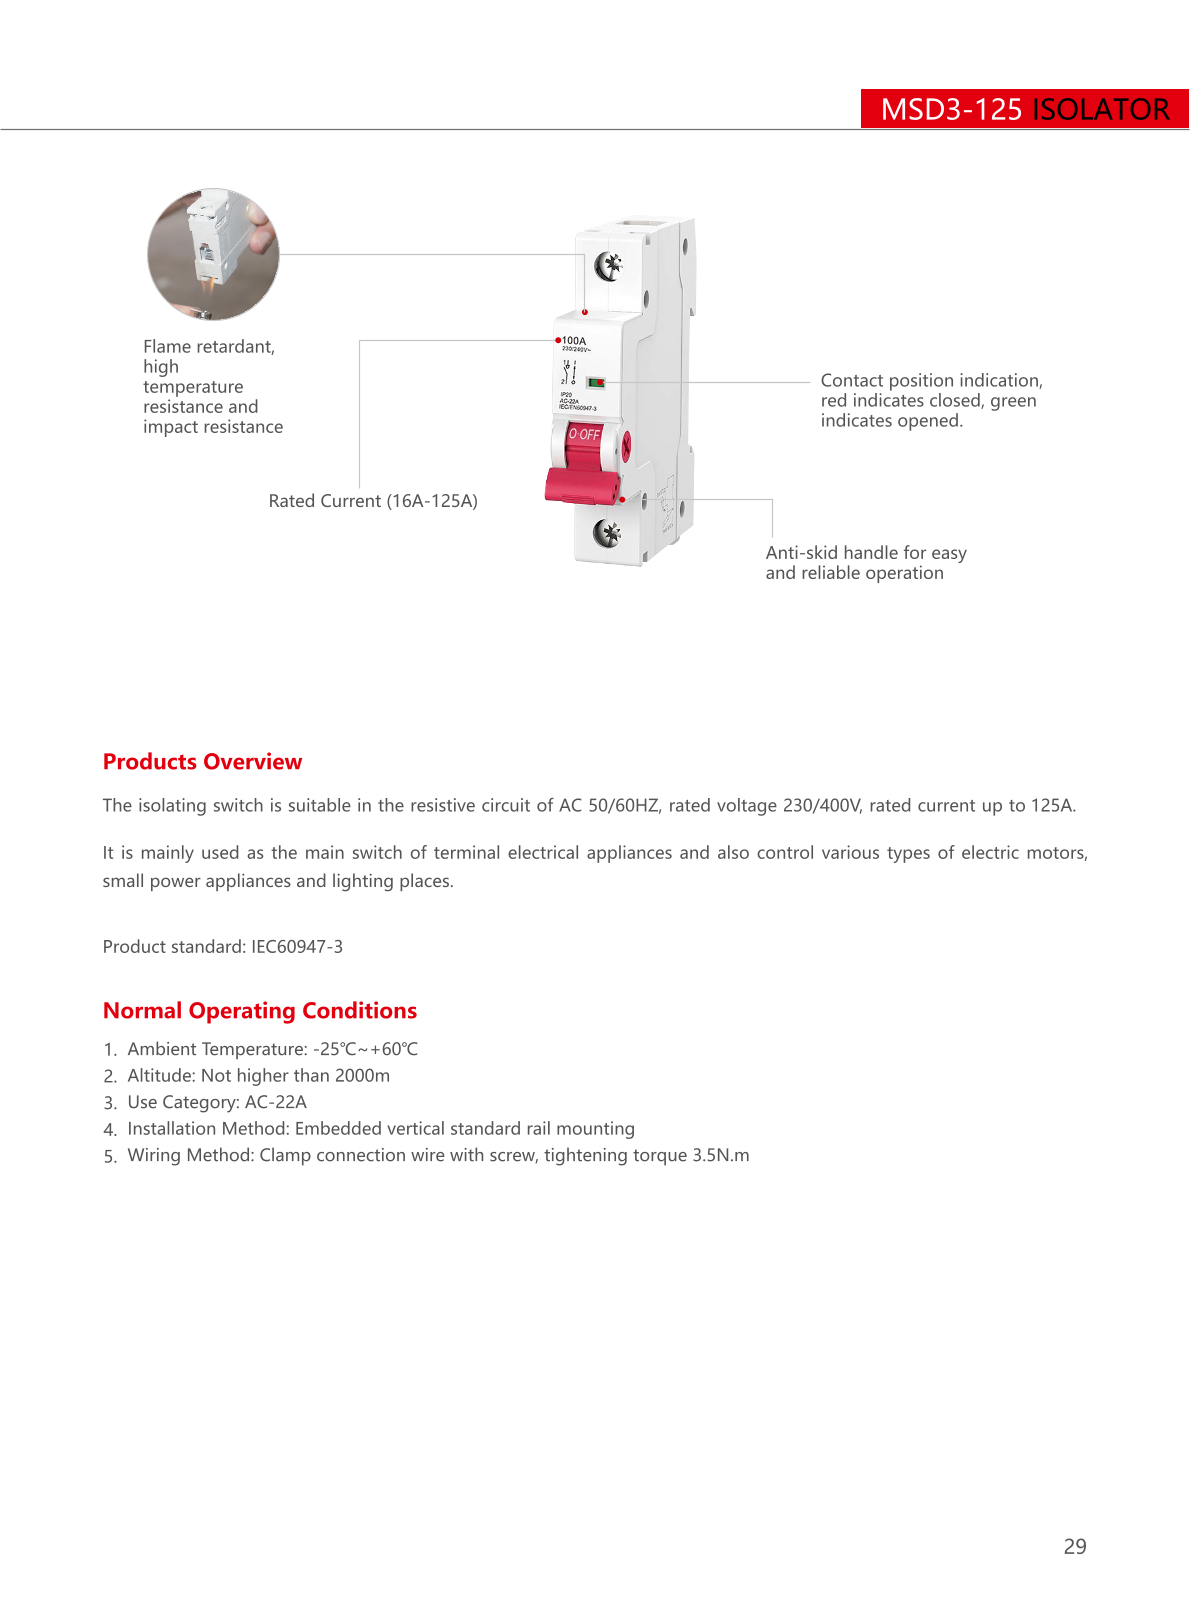 MSD3-125 ISOLATOR
Flame retardant,
high
temperature
resistance and
impact resistance
100A
230/240V~
1
2
IP20
AC-22A
IEC/EN60947-3
O·OFF
Contact position indication,
red indicates closed, green
indicates opened.
Rated Current (16A-125A)
Anti-skid handle for easy
and reliable operation
Products Overview
The isolating switch is suitable in the resistive circuit of AC 50/60HZ, rated voltage 230/400V, rated current up to 125A.
It is mainly used as the main switch of terminal electrical appliances and also control various types of electric motors,
small power appliances and lighting places.
Product standard: IEC60947-3
Normal Operating Conditions
1. Ambient Temperature: -25℃~+60℃
2. Altitude: Not higher than 2000m
3. Use Category: AC-22A
4. Installation Method: Embedded vertical standard rail mounting
5. Wiring Method: Clamp connection wire with screw, tightening torque 3.5N.m
29